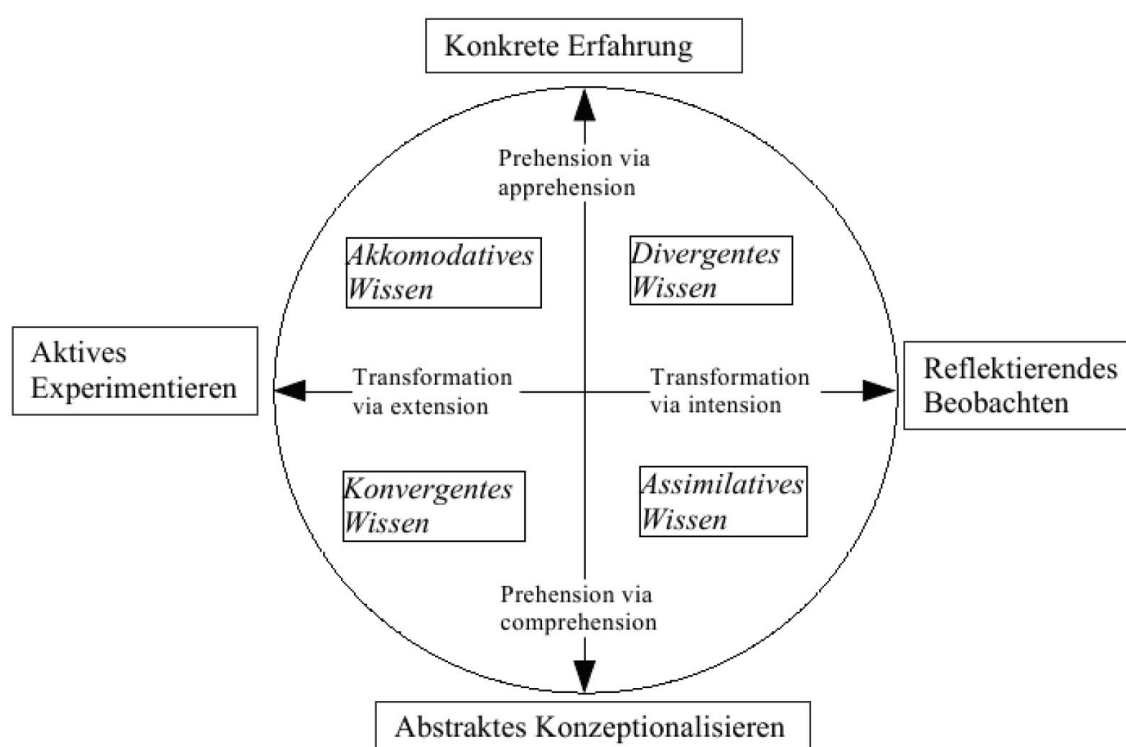 Konkrete Erfahrung
Prehension via
apprehension
Akkomodatives
Wissen
Divergentes
Wissen
Aktives
Experimentieren
Transformation
via extension
Transformation
via intension
Reflektierendes
Beobachten
Konvergentes
Wissen
Assimilatives
Wissen
Prehension via
comprehension
Abstraktes Konzeptionalisieren